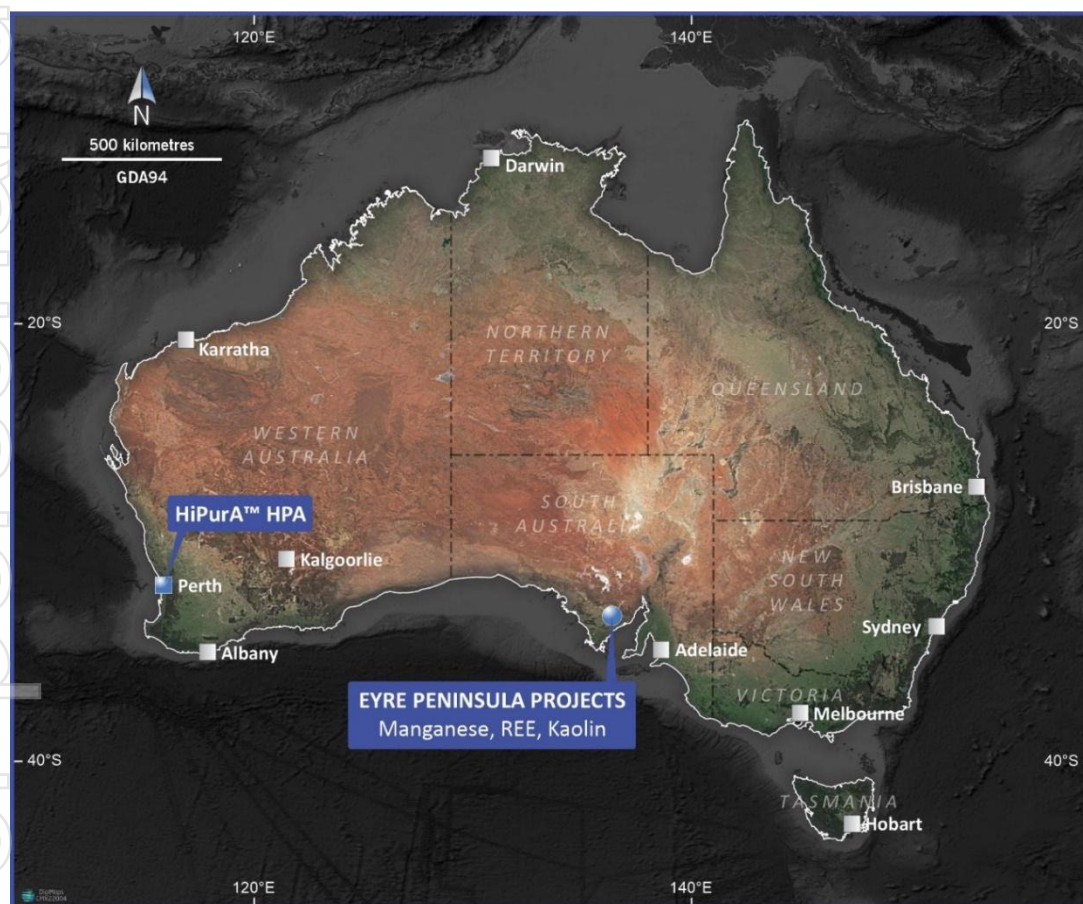 120°E
140°E
N
500 kilometres
GDA94
Darwin
20°S
20°S
NORTHERN
TERRITORY
Karratha
QUEENSLAND
WESTERN
AUSTRALIA
SOUTH
AUSTRALI
Brisbane
HiPurA™ HPA
Kalgoorlie
NEW
SOUTH
WALES
Perth
Sydney
Albany
Adelaide
EYRE PENINSULA PROJECTS
Manganese, REE, Kaolin
VICTORIA
Melbourne
40°S
40°S
TASMANIA
Hobart
120°E
140°E